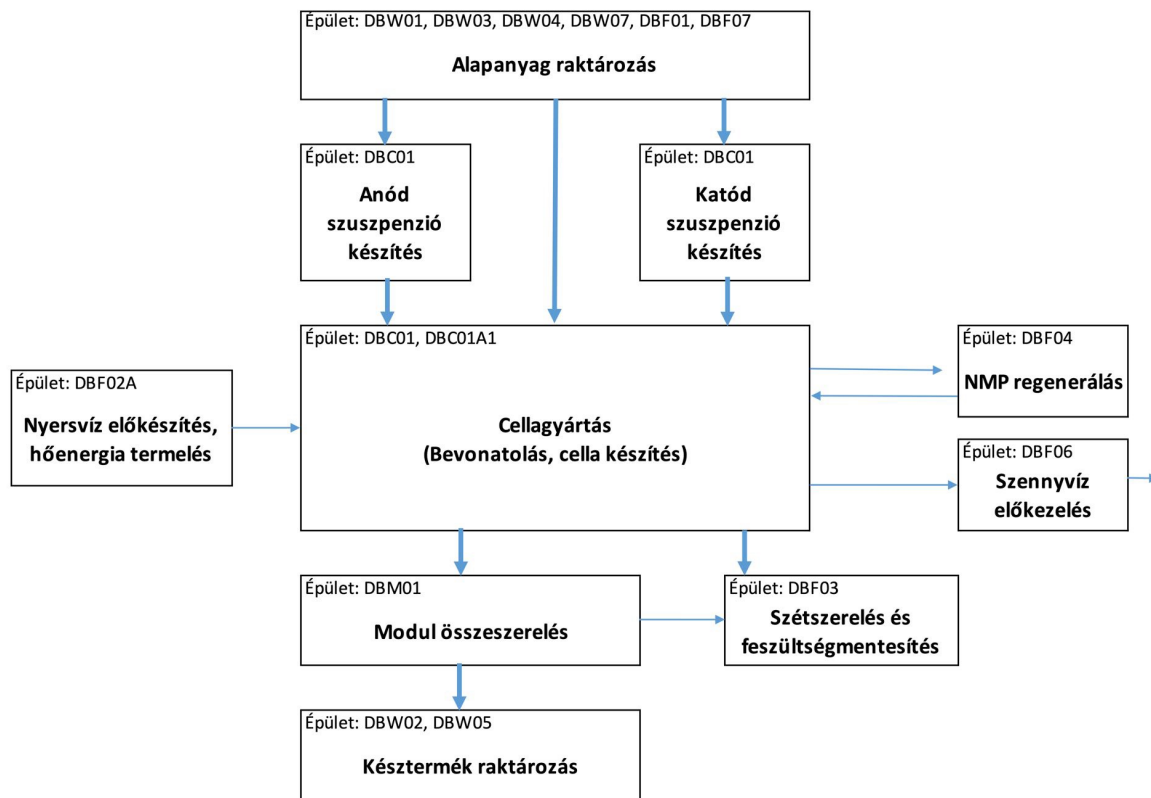 Épület: DBW01, DBW03, DBW04, DBW07, DBF01, DBF07
Alapanyag raktározás
Épület: DBC01
Anód
szuszpenzió
készítés
Épület: DBC01
Katód
szuszpenzió
készítés
Épület: DBC01, DBC01A1
Cellagyártás
(Bevonatolás, cella készítés)
Épület: DBF04
NMP regenerálás
Épület: DBF02A
Nyersvíz előkészítés,
hőenergia termelés
Épület: DBF06
Szennyvíz
előkezelés
Épület: DBM01
Modul összeszerelés
Épület: DBF03
Szétszerelés és
feszültségmentesítés
Épület: DBW02, DBW05
Késztermék raktározás